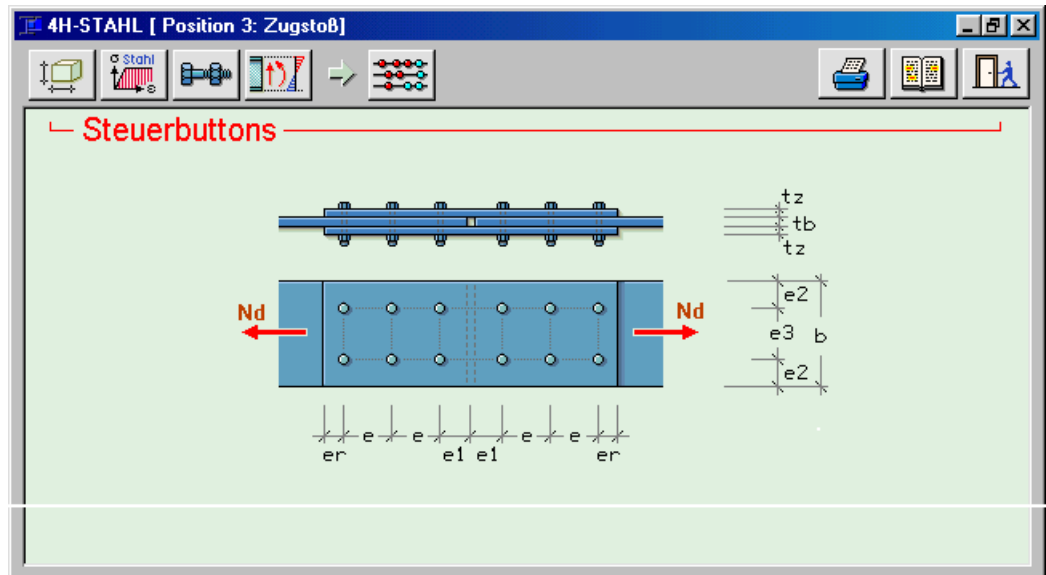 4H-STAHL [ Position 3: Zugstoß]
σ Stahl
ε
Steuerbuttons
tz
tb
tz
Nd
Nd
e2
e3 b
e2
e e e e
er e1 e1 er